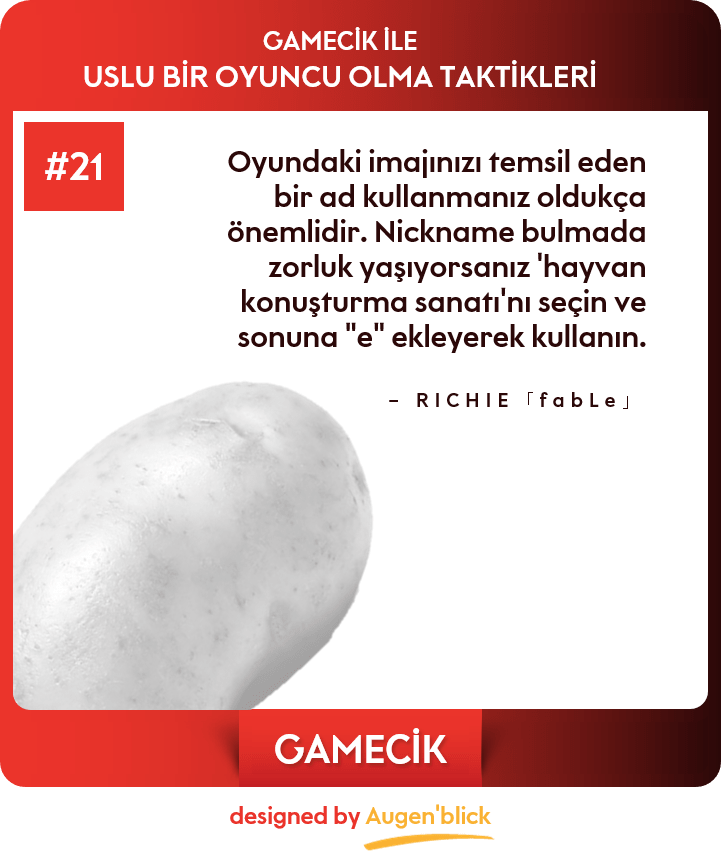 GAMECİK İLE
USLU BİR OYUNCU OLMA TAKTİKLERİ
#21
Oyundaki imajınızı temsil eden
bir ad kullanmanız oldukça
önemlidir. Nickname bulmada
zorluk yaşıyorsanız 'hayvan
konuşturma sanatı'nı seçin ve
sonuna "e" ekleyerek kullanın.
– RICHIE「fabLe」
GAMECİK
designed by Augen'blick